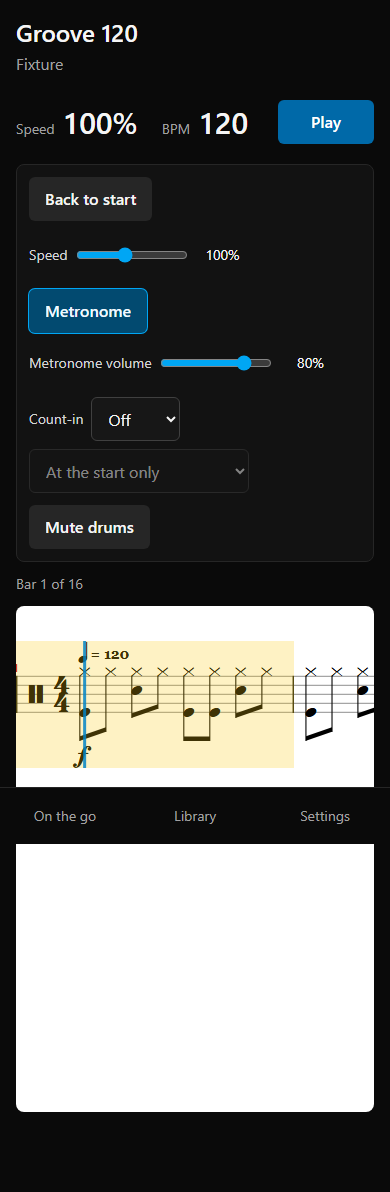 Groove 120
Fixture
Speed 100% BPM 120 Play
Back to start
Speed 100%
Metronome
Metronome volume 80%
Count-in Off
At the start only
Mute drums
Bar 1 of 16
= 120
4
4
f
On the go Library Settings